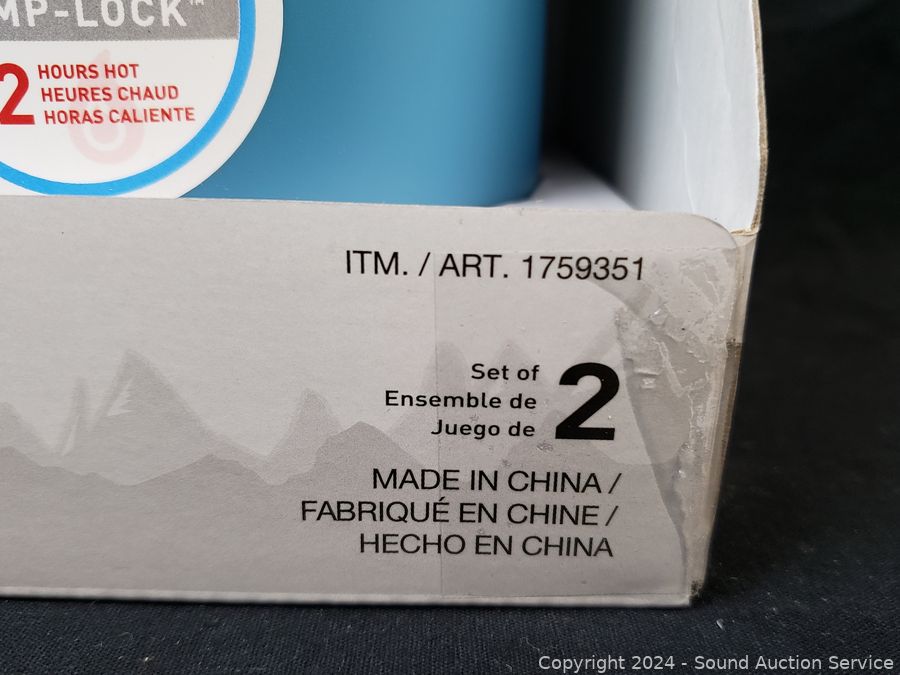 MP-LOCK™
2 HOURS HOT
HEURES CHAUD
HORAS CALIENTE
ITM. / ART. 1759351
Set of
Ensemble de 2
Juego de
MADE IN CHINA /
FABRIQUÉ EN CHINE /
HECHO EN CHINA
Copyright 2024 - Sound Auction Service